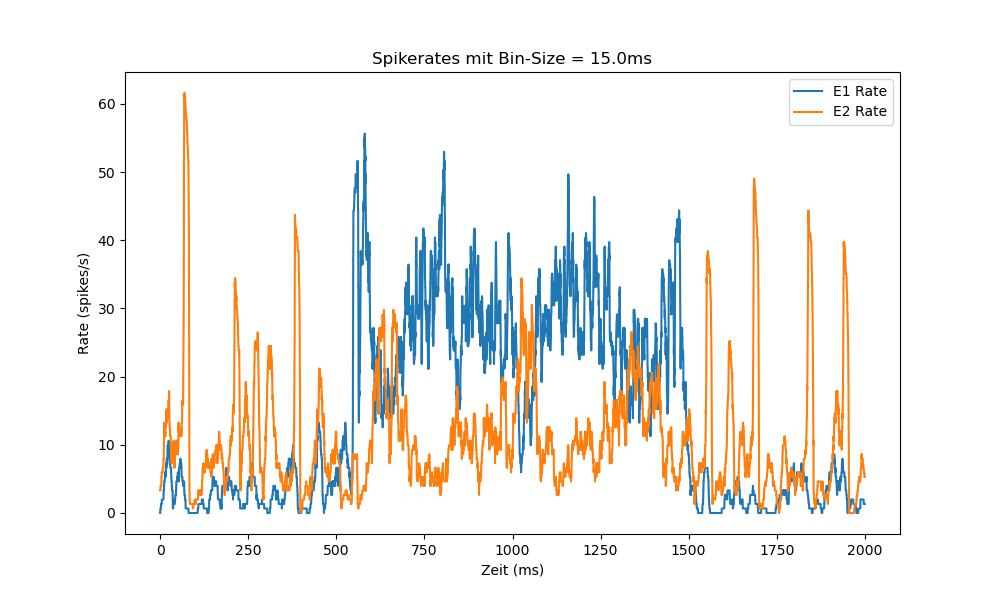 Spikerates mit Bin-Size = 15.0ms
E1 Rate
E2 Rate
60
50
40
30
20
10
0
Rate (spikes/s)
0 250 500 750 1000 1250 1500 1750 2000
Zeit (ms)